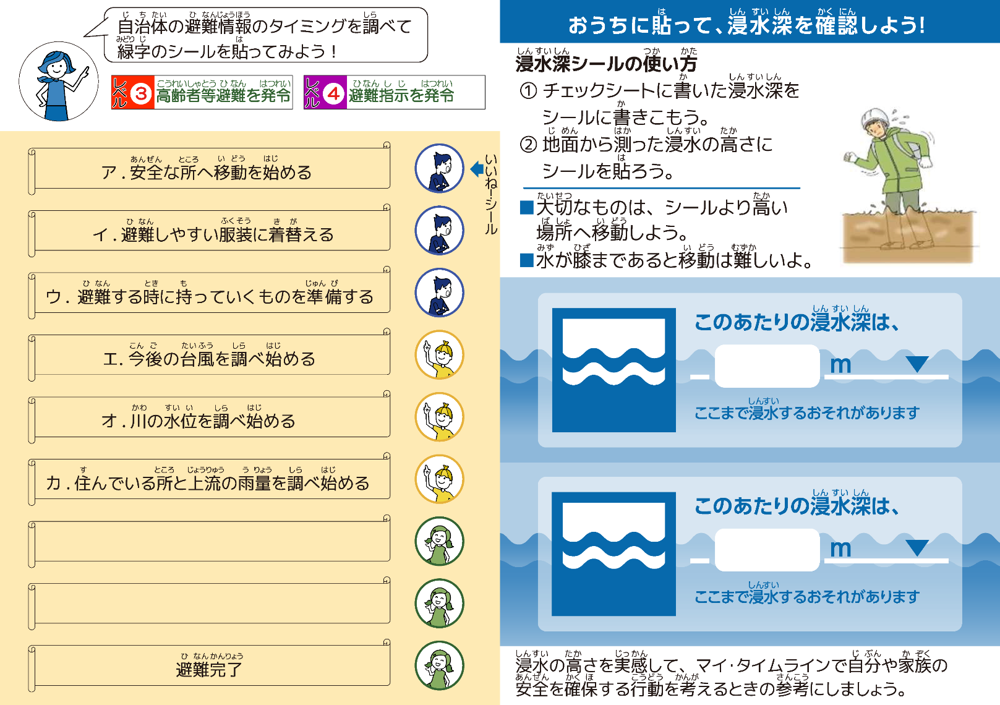 自治体の避難情報のタイミングを調べて
緑字のシールを貼ってみよう！
レベル3 高齢者等避難を発令
レベル4 避難指示を発令
いいね!シール
ア.安全な所へ移動を始める
イ.避難しやすい服装に着替える
ウ.避難する時に持っていくものを準備する
エ.今後の台風を調べ始める
オ.川の水位を調べ始める
カ.住んでいる所と上流の雨量を調べ始める
避難完了
おうちに貼って、浸水深を確認しよう!
浸水深シールの使い方
① チェックシートに書いた浸水深を
シールに書きこもう。
② 地面から測った浸水の高さに
シールを貼ろう。
■大切なものは、シールより高い
場所へ移動しよう。
■水が膝まであると移動は難しいよ。
このあたりの浸水深は、
m
ここまで浸水するおそれがあります
このあたりの浸水深は、
m
ここまで浸水するおそれがあります
浸水の高さを実感して、マイ・タイムラインで自分や家族の
安全を確保する行動を考えるときの参考にしましょう。